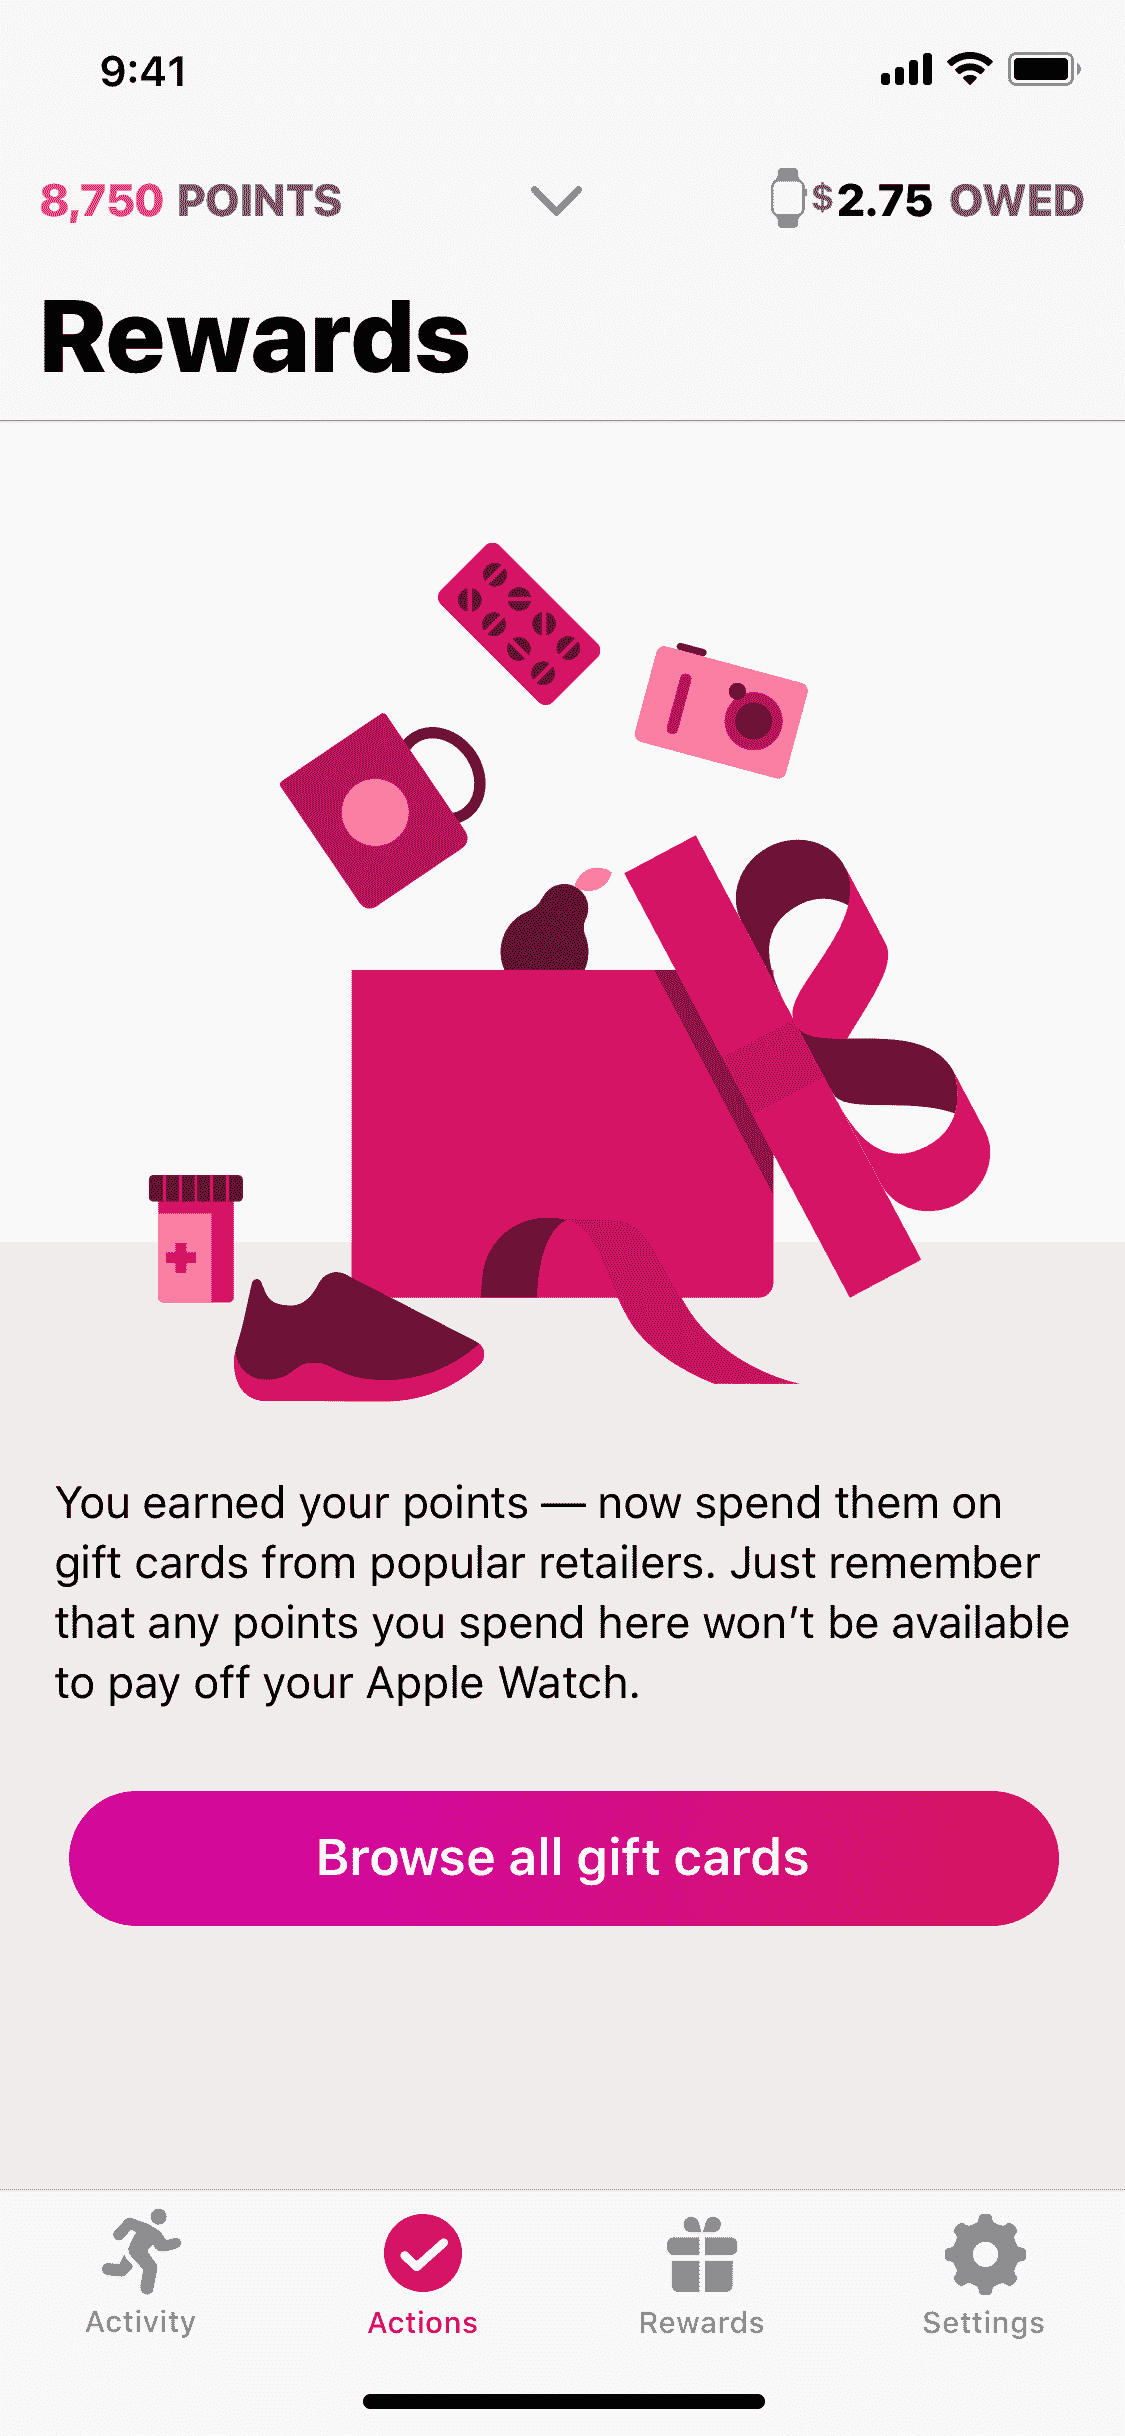 9:41
8,750 POINTS
$2.75 OWED
Rewards
You earned your points — now spend them on
gift cards from popular retailers. Just remember
that any points you spend here won’t be available
to pay off your Apple Watch.
Browse all gift cards
Activity
Actions
Rewards
Settings